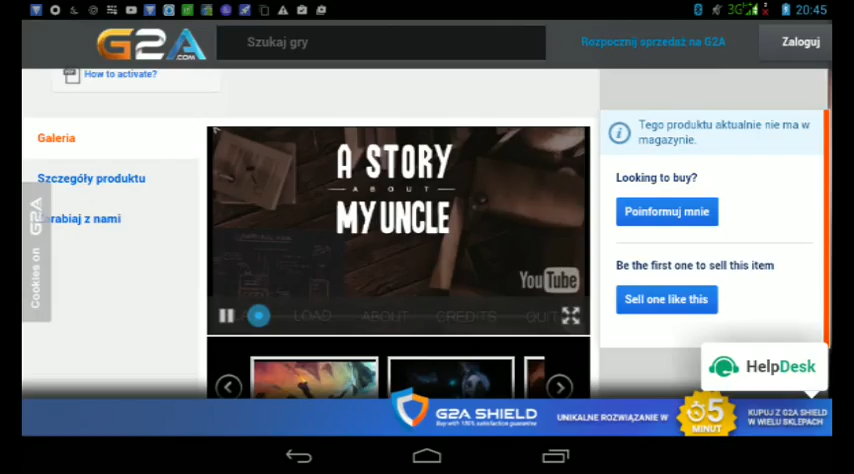 3G
20:45
G2A
.COM
Szukaj gry
Rozpocznij sprzedaż na G2A
Zaloguj
PDF
How to activate?
Galeria
Szczegóły produktu
arabiaj z nami
Cookies on G2A
A STORY
ABOUT
MY UNCLE
YouTube
LOAD
ABOUT
CREDITS
QUIT
Tego produktu aktualnie nie ma w
magazynie.
Looking to buy?
Poinformuj mnie
Be the first one to sell this item
Sell one like this
HelpDesk
G2A SHIELD
Buy with 100% satisfaction guarantee
UNIKALNE ROZWIĄZANIE W
5
MINUT
KUPUJ Z G2A SHIELD
W WIELU SKLEPACH